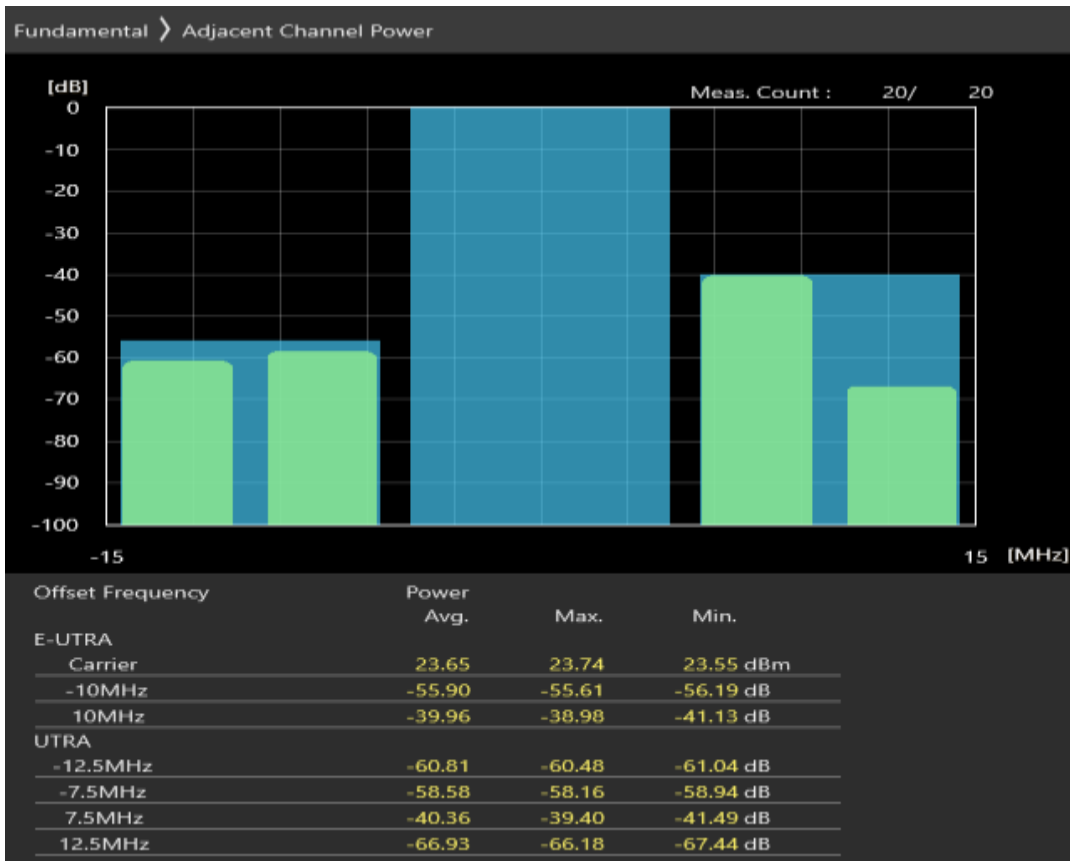 Fundamental 〉 Adjacent Channel Power
[dB]
Meas. Count : 20/ 20
0
-10
-20
-30
-40
-50
-60
-70
-80
-90
-100
-15 15 [MHz]
Offset Frequency Power
Avg. Max. Min.
E-UTRA
Carrier 23.65 23.74 23.55 dBm
-10MHz -55.90 -55.61 -56.19 dB
10MHz -39.96 -38.98 -41.13 dB
UTRA
-12.5MHz -60.81 -60.48 -61.04 dB
-7.5MHz -58.58 -58.16 -58.94 dB
7.5MHz -40.36 -39.40 -41.49 dB
12.5MHz -66.93 -66.18 -67.44 dB